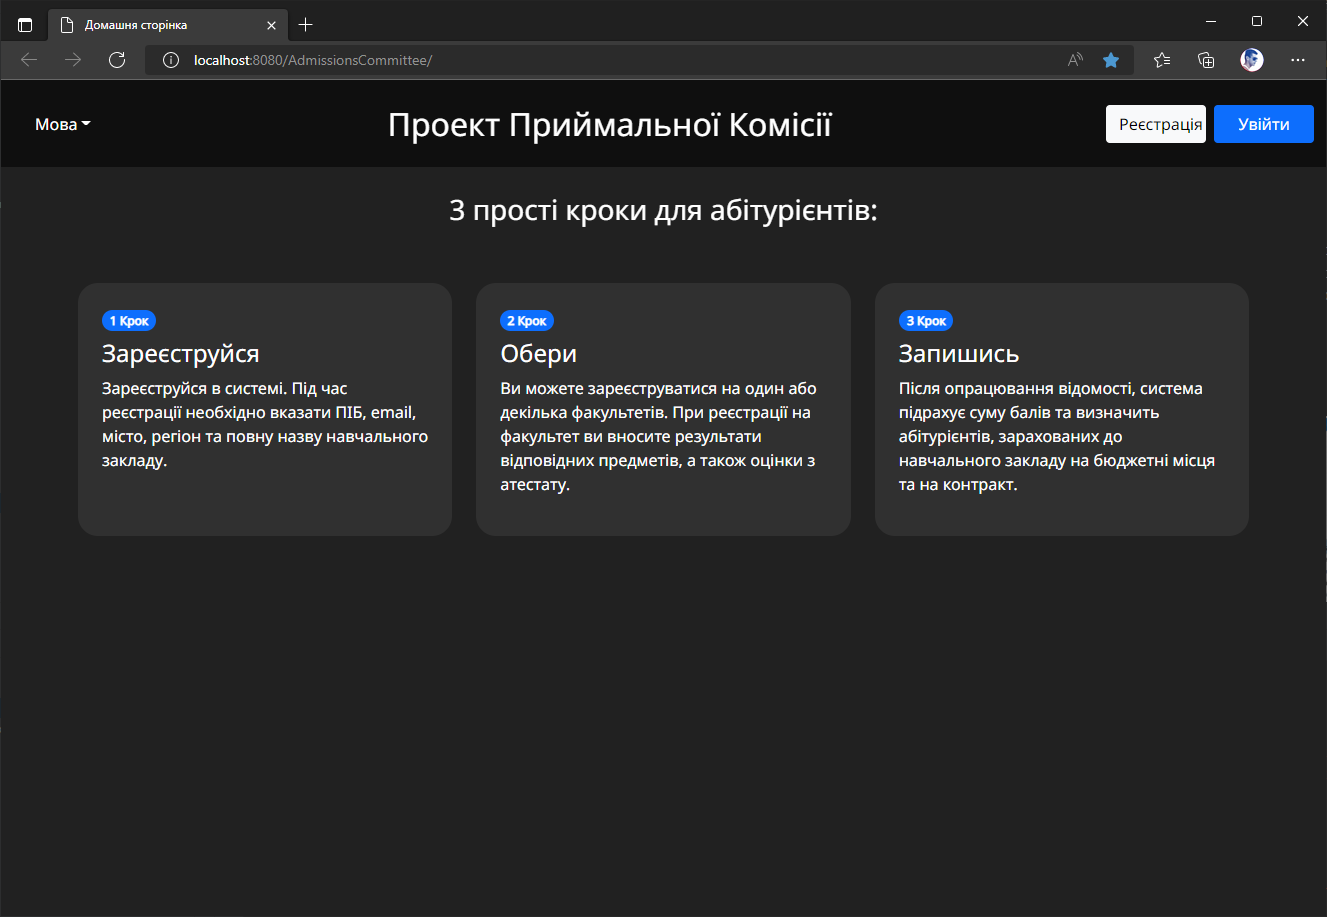 Домашня сторінка
localhost:8080/AdmissionsCommittee/
Мова
Проект Приймальної Комісії
Реєстрація
Увійти
3 прості кроки для абітурієнтів:
1 Крок
Зареєструйся
Зареєструйся в системі. Під час
реєстрації необхідно вказати ПІБ, email,
місто, регіон та повну назву навчального
закладу.
2 Крок
Обери
Ви можете зареєструватися на один або
декілька факультетів. При реєстрації на
факультет ви вносите результати
відповідних предметів, а також оцінки з
атестату.
3 Крок
Запишись
Після опрацювання відомості, система
підрахує суму балів та визначить
абітурієнтів, зарахованих до
навчального закладу на бюджетні місця
та на контракт.